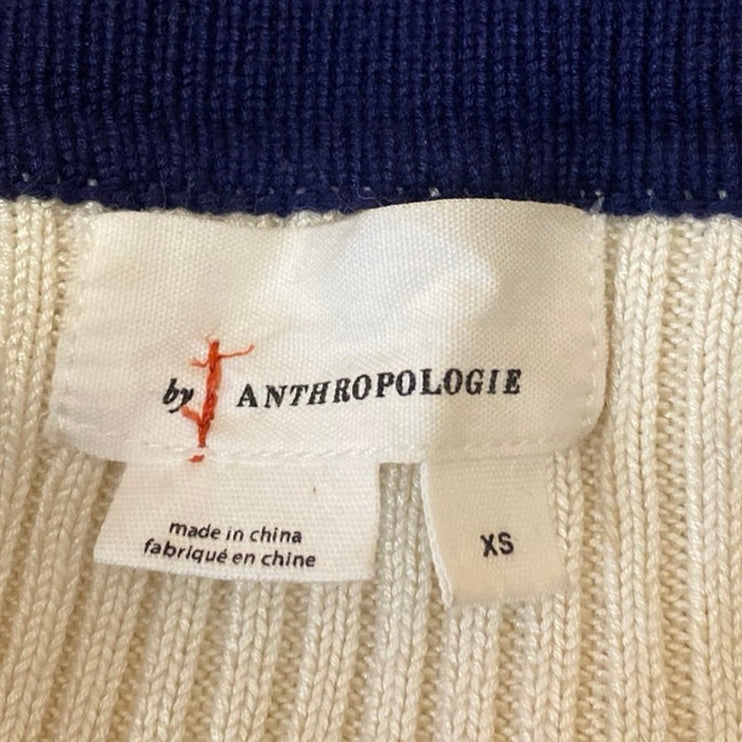 by ANTHROPOLOGIE
made in china
fabriqué en chine
XS